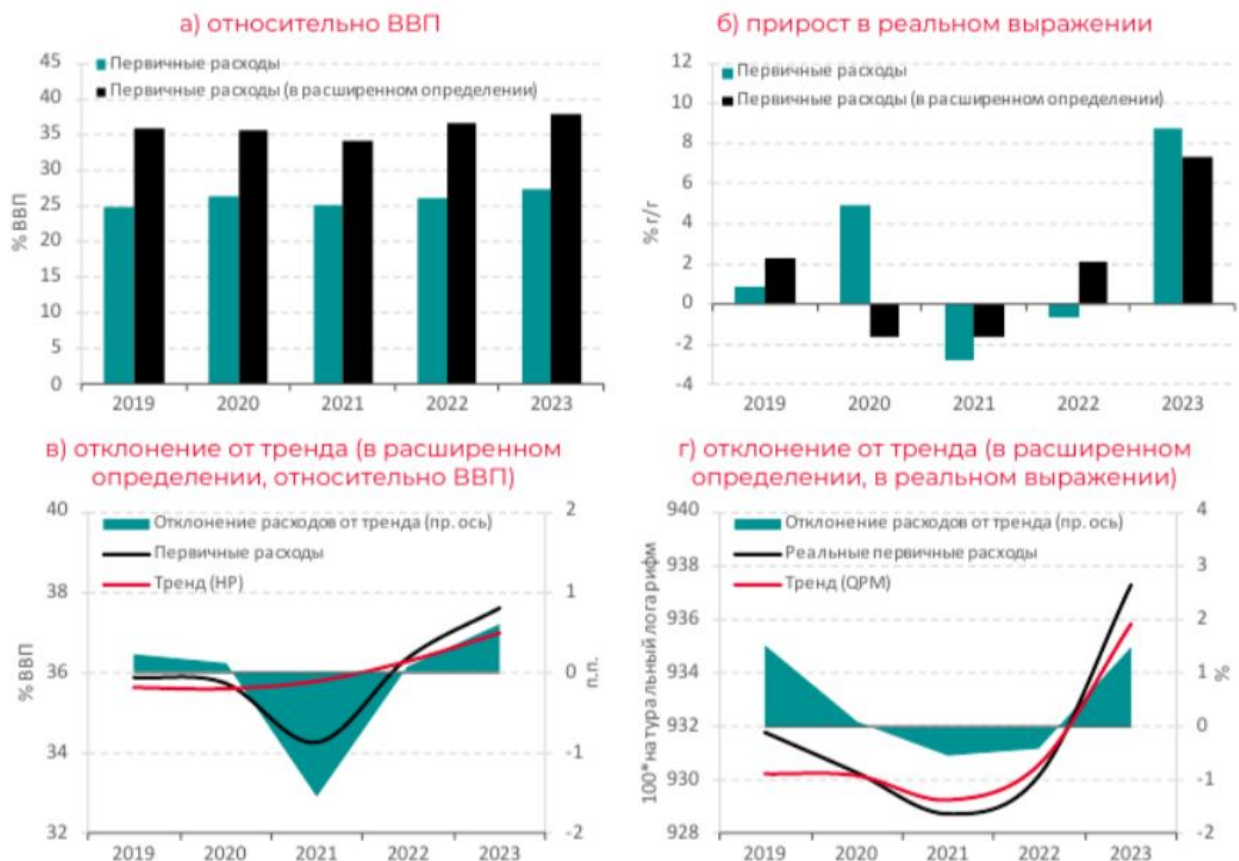 а) относительно ВВП
45
40
35
30
25
20
15
10
5
0
% ВВП
Первичные расходы
Первичные расходы (в расширенном определении)
2019 2020 2021 2022 2023
б) прирост в реальном выражении
12
10
8
6
4
2
0
-2
-4
% г/г
Первичные расходы
Первичные расходы (в расширенном определении)
2019 2020 2021 2022 2023
в) отклонение от тренда (в расширенном
определении, относительно ВВП)
40
38
36
34
32
% ВВП
Отклонение расходов от тренда (пр. ось)
Первичные расходы
Тренд (HP)
2
1
0
-1
-2
п.п.
2019 2020 2021 2022 2023
г) отклонение от тренда (в расширенном
определении, в реальном выражении)
940
938
936
934
932
930
928
100*натуральный логарифм
Отклонение расходов от тренда (пр. ось)
Реальные первичные расходы
Тренд (QPM)
4
3
2
1
0
-1
-2
%
2019 2020 2021 2022 2023